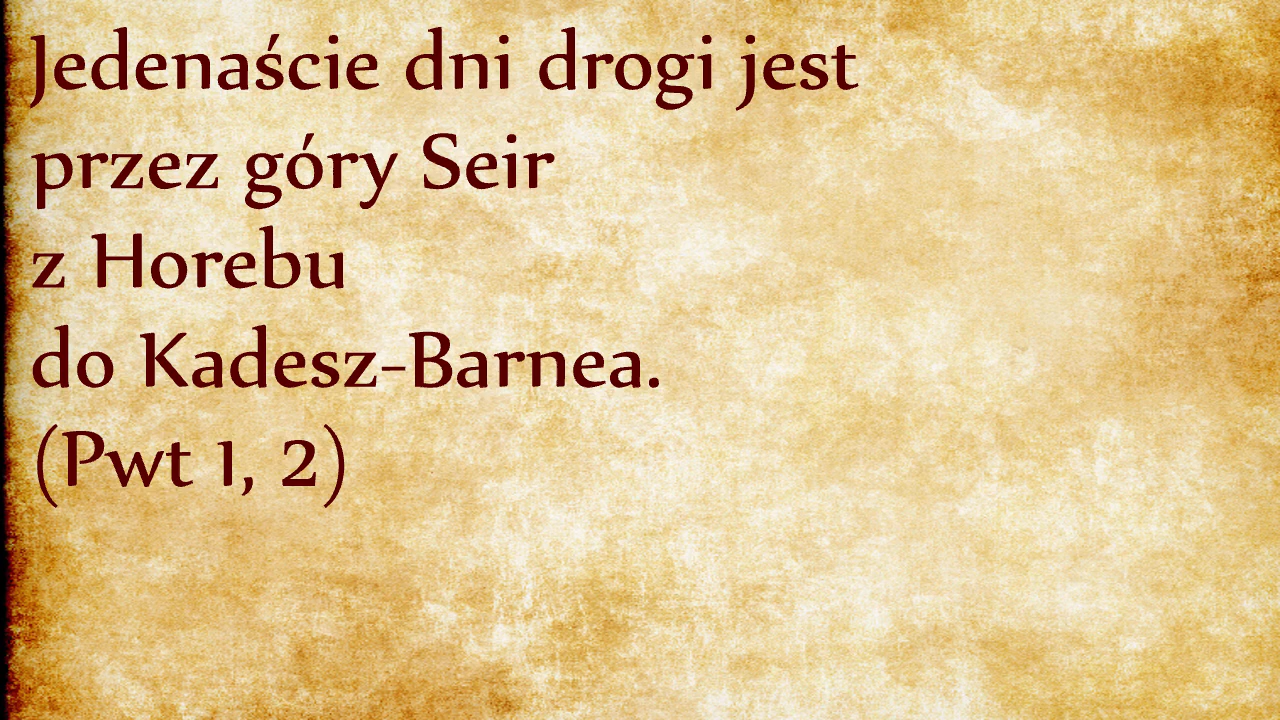 Jedenaście dni drogi jest
przez góry Seir
z Horebu
do Kadesz-Barnea.
(Pwt 1, 2)